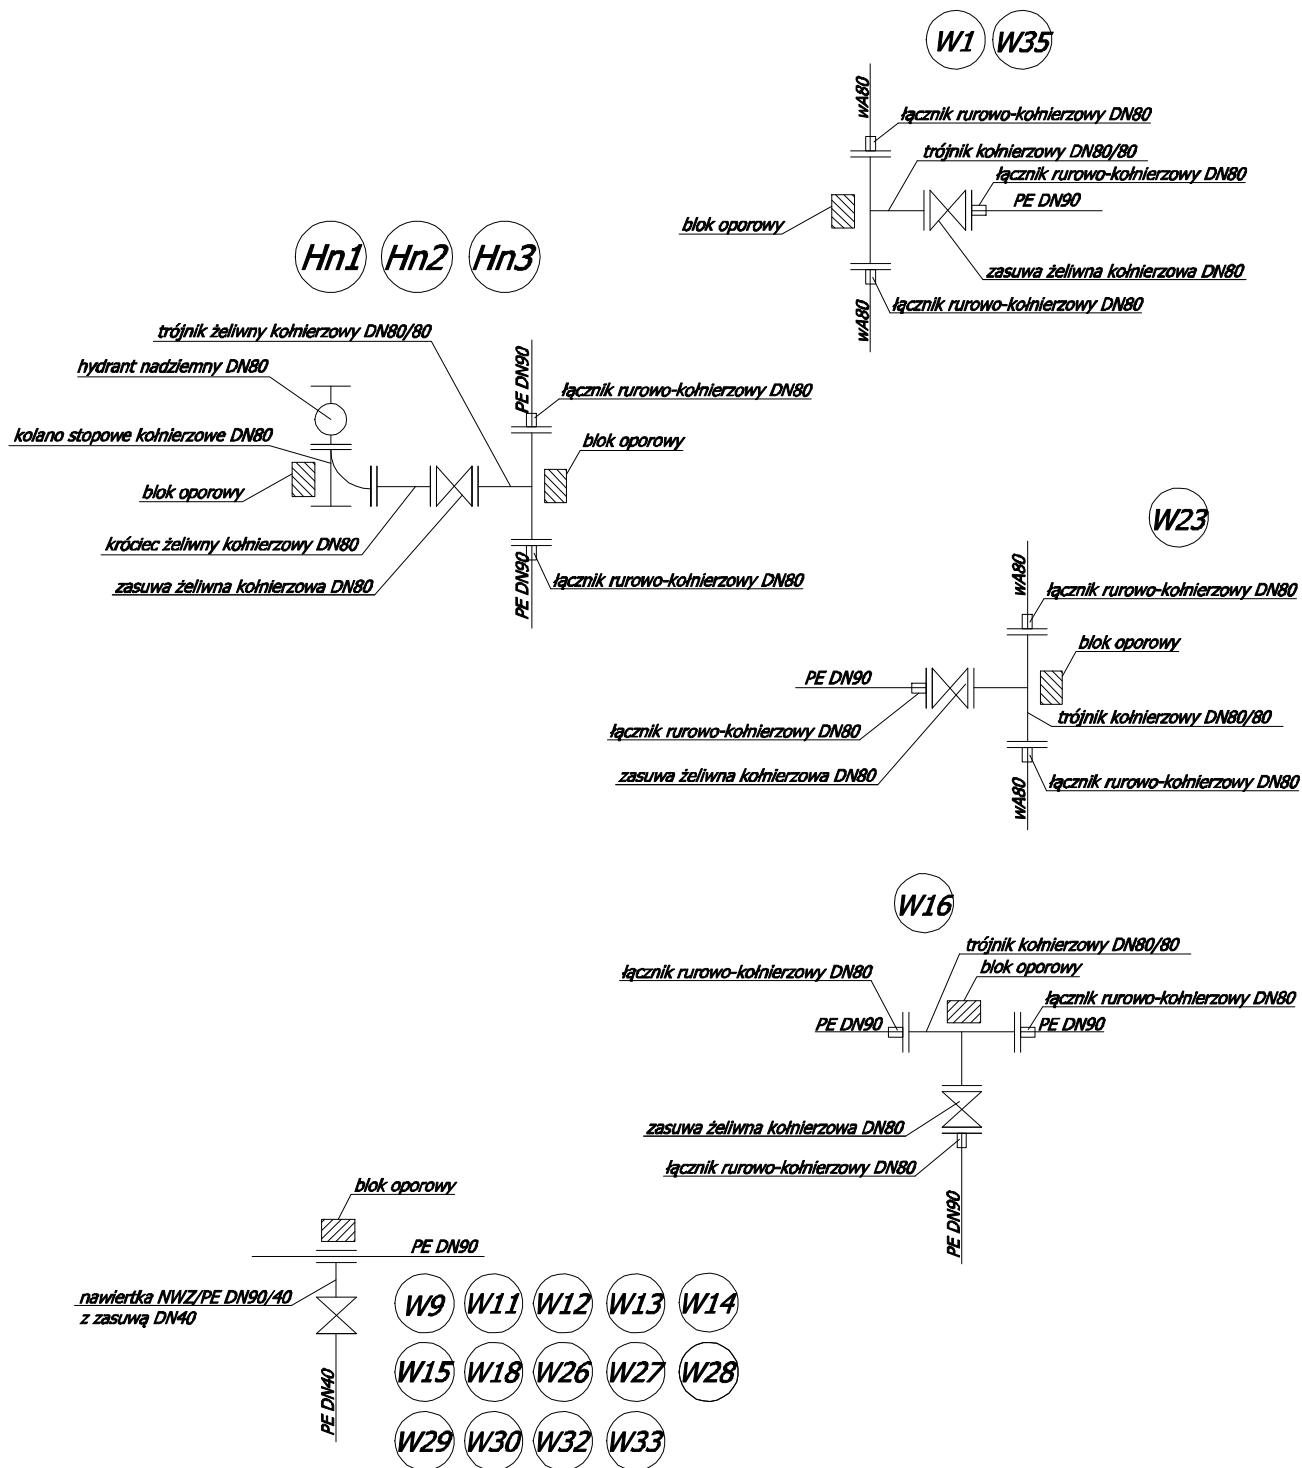 W1 W35
wA80
łącznik rurowo-kołnierzowy DN80
trójnik kołnierzowy DN80/80
łącznik rurowo-kołnierzowy DN80
PE DN90
blok oporowy
zasuwa żeliwna kołnierzowa DN80
łącznik rurowo-kołnierzowy DN80
wA80
Hn1 Hn2 Hn3
trójnik żeliwny kołnierzowy DN80/80
hydrant nadziemny DN80
PE DN90
łącznik rurowo-kołnierzowy DN80
kolano stopowe kołnierzowe DN80
blok oporowy
blok oporowy
króciec żeliwny kołnierzowy DN80
zasuwa żeliwna kołnierzowa DN80
łącznik rurowo-kołnierzowy DN80
PE DN90
W23
wA80
łącznik rurowo-kołnierzowy DN80
blok oporowy
PE DN90
trójnik kołnierzowy DN80/80
łącznik rurowo-kołnierzowy DN80
zasuwa żeliwna kołnierzowa DN80
łącznik rurowo-kołnierzowy DN80
wA80
W16
trójnik kołnierzowy DN80/80
łącznik rurowo-kołnierzowy DN80
blok oporowy
łącznik rurowo-kołnierzowy DN80
PE DN90
PE DN90
zasuwa żeliwna kołnierzowa DN80
łącznik rurowo-kołnierzowy DN80
PE DN90
blok oporowy
PE DN90
nawiertka NWZ/PE DN90/40
z zasuwą DN40
PE DN40
W9 W11 W12 W13 W14
W15 W18 W26 W27 W28
W29 W30 W32 W33